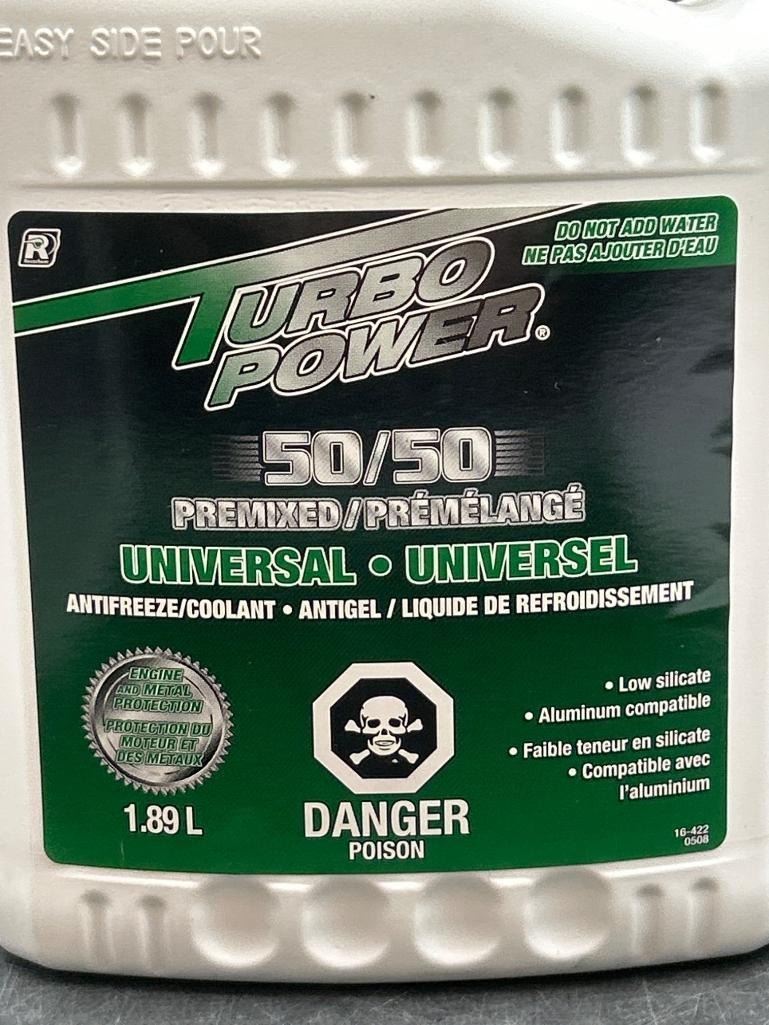 EASY SIDE POUR
R
DO NOT ADD WATER
NE PAS AJOUTER D'EAU
TURBO
POWER®
50/50
PREMIXED/PRÉMÉLANGÉ
UNIVERSAL • UNIVERSEL
ANTIFREEZE/COOLANT • ANTIGEL / LIQUIDE DE REFROIDISSEMENT
ENGINE
AND METAL
PROTECTION
PROTECTION DU
MOTEUR ET
DES METAUX
1.89 L
DANGER
POISON
• Low silicate
• Aluminum compatible
• Faible teneur en silicate
• Compatible avec
l'aluminium
16-422
0508